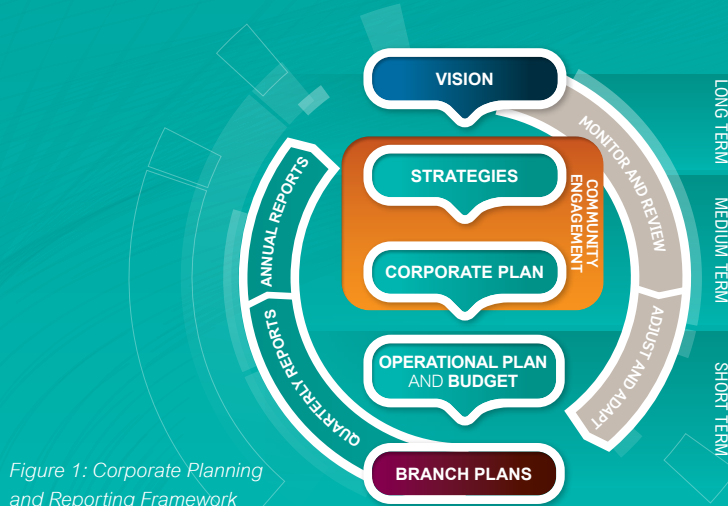 VISION
STRATEGIES
CORPORATE PLAN
COMMUNITY
ENGAGEMENT
OPERATIONAL PLAN
AND BUDGET
BRANCH PLANS
MONITOR AND REVIEW
ADJUST AND ADAPT
QUARTERLY REPORTS
ANNUAL REPORTS
LONG TERM
MEDIUM TERM
SHORT TERM
Figure 1: Corporate Planning
and Reporting Framework